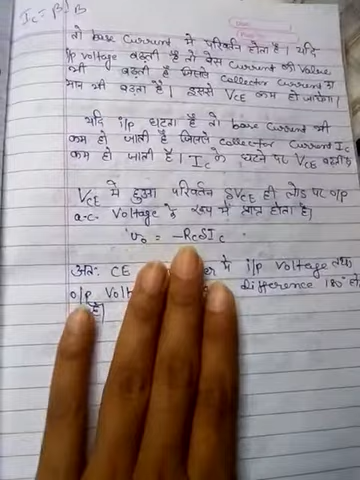 Ic = β IB
तो base current में परिवर्तन होता है। यदि
i/p voltage बढ़ती है तो बेस current की value
भी बढ़ती है जिससे collector current का
मान भी बढ़ता है। इससे VCE कम हो जायेगा।
यदि i/p घटता है तो base current भी
कम हो जाती है जिससे collector current Ic
कम हो जाती है। Ic के घटने पर VCE
VCE में हुआ परिवर्तन δVCE ही लोड पर o/p
a.c. voltage के रूप में प्राप्त होता है।
v₀ = -RcδIc
अतः CE में i/p voltage तथा
o/p difference 180° हो
है।